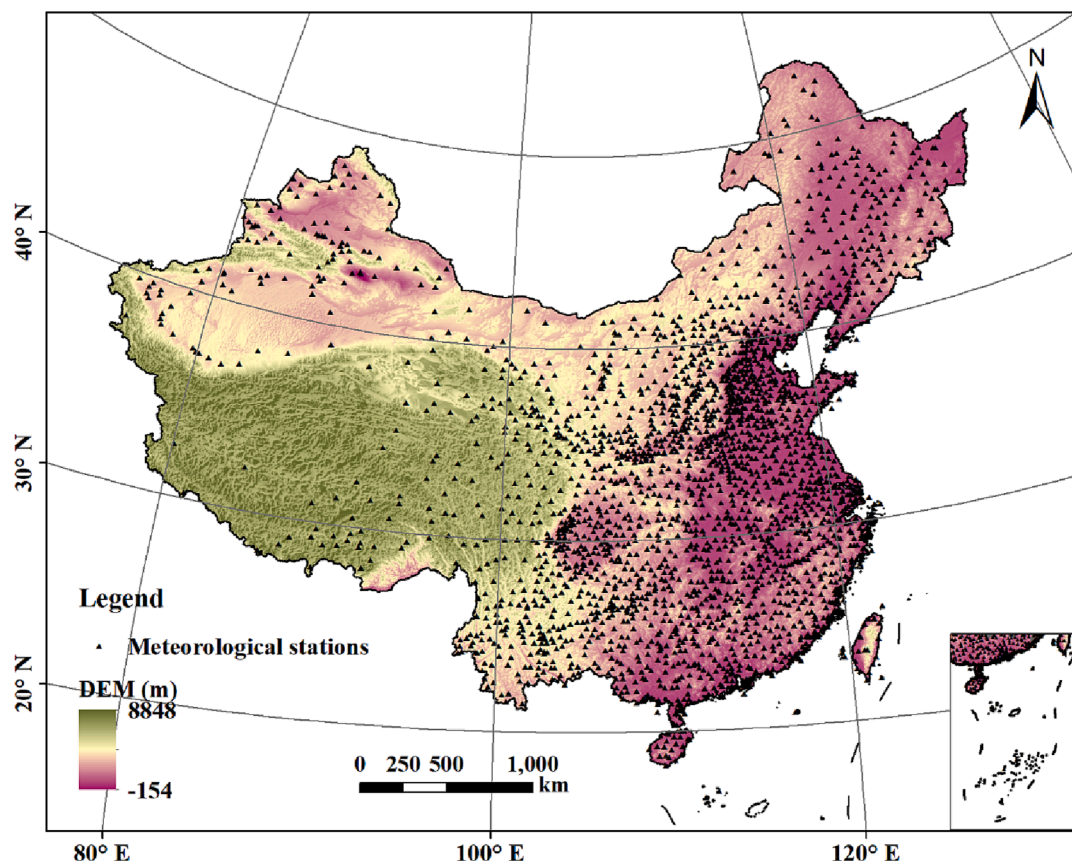 N
40° N
30° N
20° N
Legend
Meteorological stations
DEM (m)
8848
-154
0 250 500 1,000
km
80° E 100° E 120° E